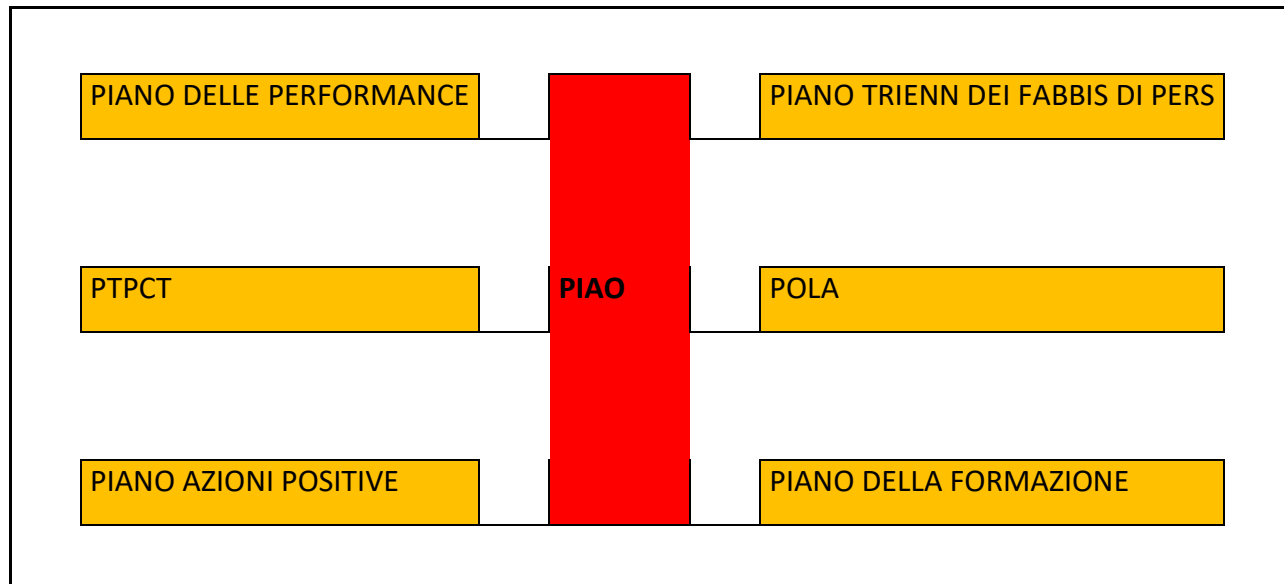 PIANO DELLE PERFORMANCE
PIANO TRIENN DEI FABBIS DI PERS
PTPCT
PIAO
POLA
PIANO AZIONI POSITIVE
PIANO DELLA FORMAZIONE